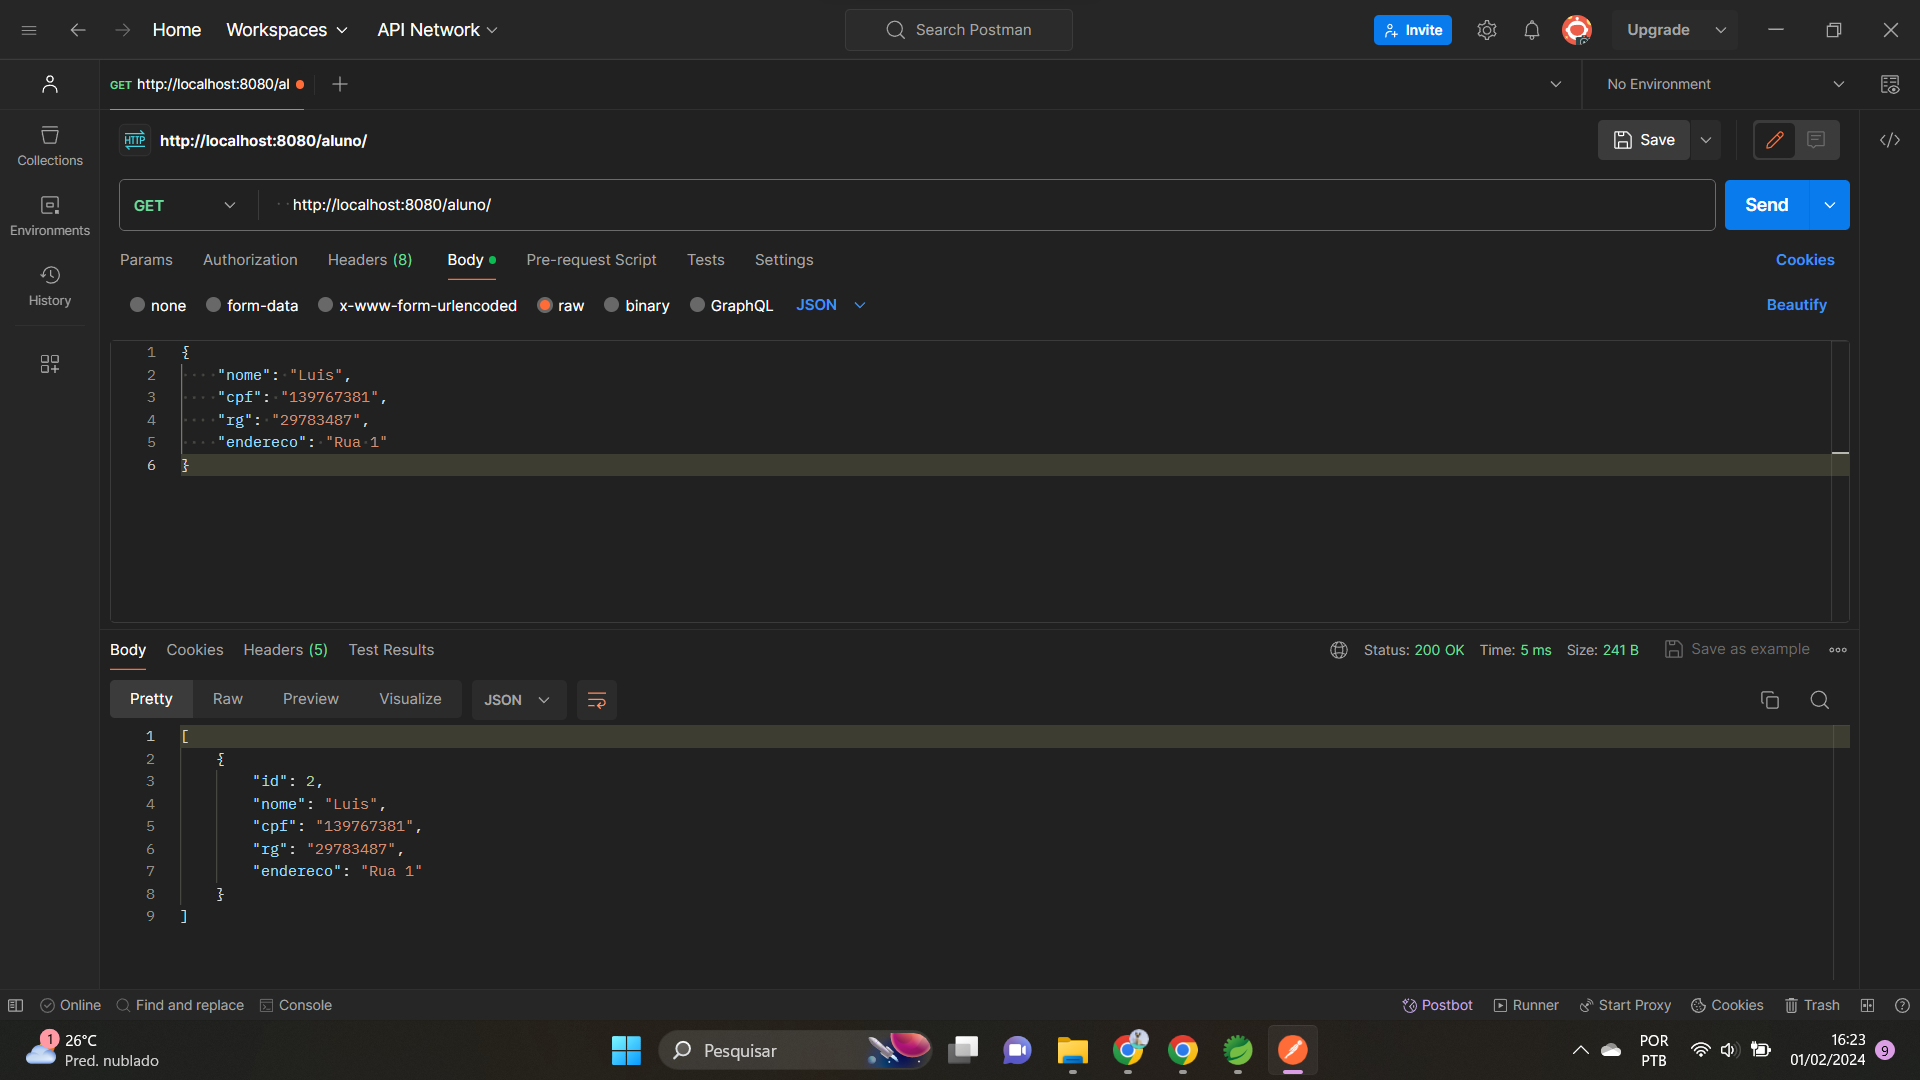 Home Workspaces API Network Search Postman Invite Upgrade
GET http://localhost:8080/al No Environment
HTTP http://localhost:8080/aluno/ Save
Collections
Environments
History
GET http://localhost:8080/aluno/ Send
Params Authorization Headers (8) Body Pre-request Script Tests Settings Cookies
none form-data x-www-form-urlencoded raw binary GraphQL JSON Beautify
1 {
2 "nome": "Luis",
3 "cpf": "139767381",
4 "rg": "29783487",
5 "endereco": "Rua 1"
6 }
Body Cookies Headers (5) Test Results Status: 200 OK Time: 5 ms Size: 241 B Save as example
Pretty Raw Preview Visualize JSON
1 [
2 {
3 "id": 2,
4 "nome": "Luis",
5 "cpf": "139767381",
6 "rg": "29783487",
7 "endereco": "Rua 1"
8 }
9 ]
Online Find and replace Console Postbot Runner Start Proxy Cookies Trash
1 26°C
Pred. nublado
Pesquisar
POR
PTB
16:23
01/02/2024
9